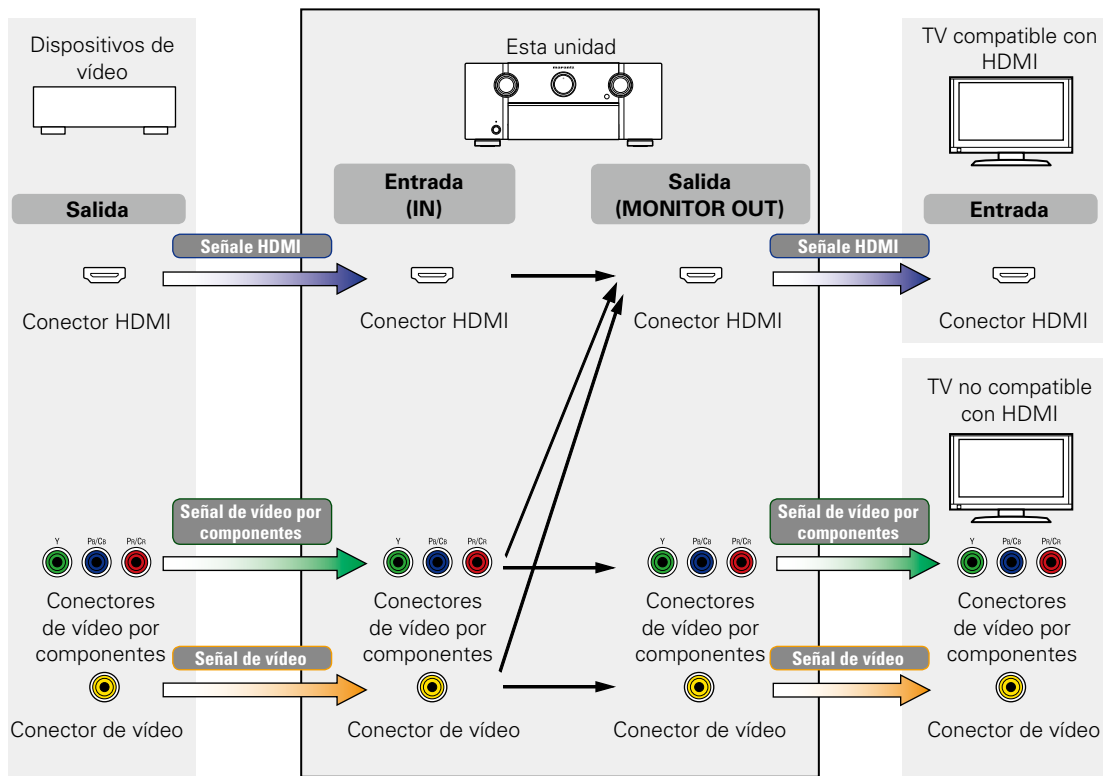 Dispositivos de
vídeo
Esta unidad
marantz
TV compatible con
HDMI
Salida
Entrada
(IN)
Salida
(MONITOR OUT)
Entrada
Señale HDMI
Señale HDMI
Conector HDMI
Conector HDMI
Conector HDMI
Conector HDMI
TV no compatible
con HDMI
Señal de vídeo por
componentes
Señal de vídeo por
componentes
Y PB/CB PR/CR
Y PB/CB PR/CR
Y PB/CB PR/CR
Y PB/CB PR/CR
Conectores
de vídeo por
componentes
Conectores
de vídeo por
componentes
Conectores
de vídeo por
componentes
Conectores
de vídeo por
componentes
Señal de vídeo
Señal de vídeo
Conector de vídeo
Conector de vídeo
Conector de vídeo
Conector de vídeo